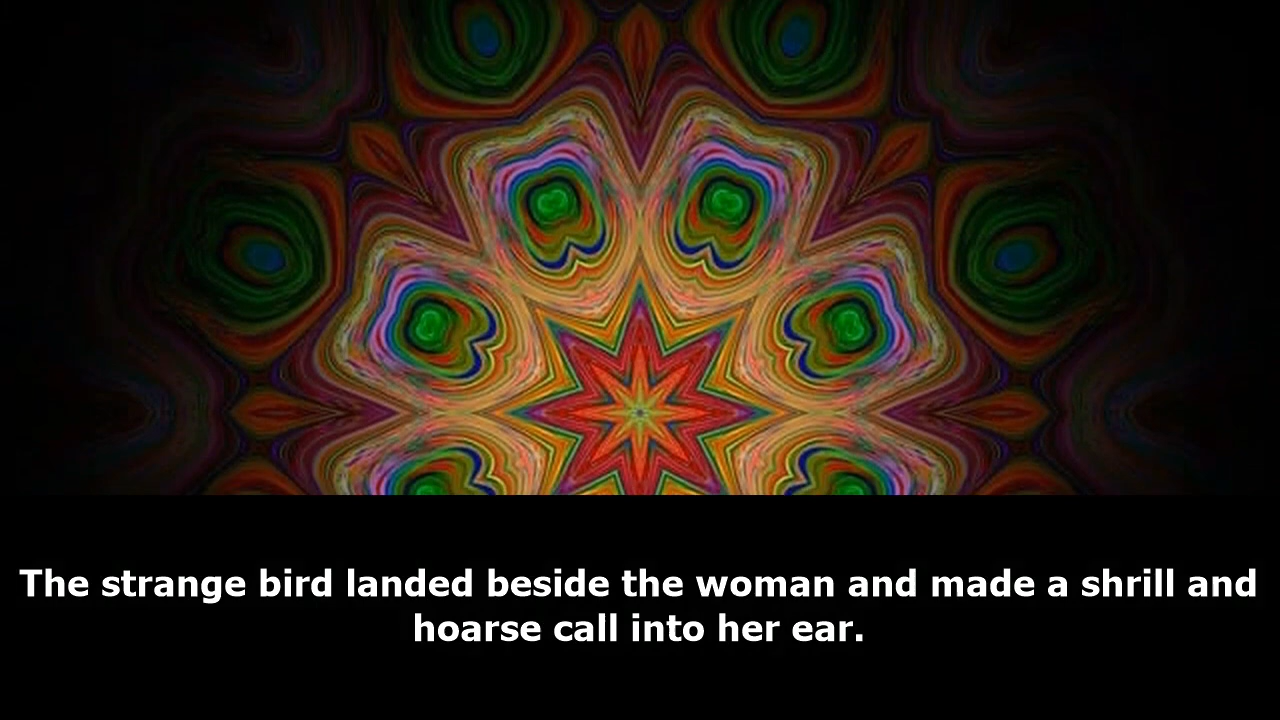 The strange bird landed beside the woman and made a shrill and
hoarse call into her ear.